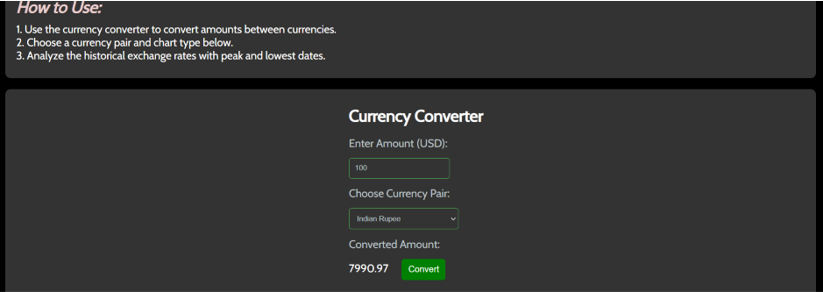 How to Use:
1. Use the currency converter to convert amounts between currencies.
2. Choose a currency pair and chart type below.
3. Analyze the historical exchange rates with peak and lowest dates.
Currency Converter
Enter Amount (USD):
100
Choose Currency Pair:
Indian Rupee
Converted Amount:
7990.97 Convert